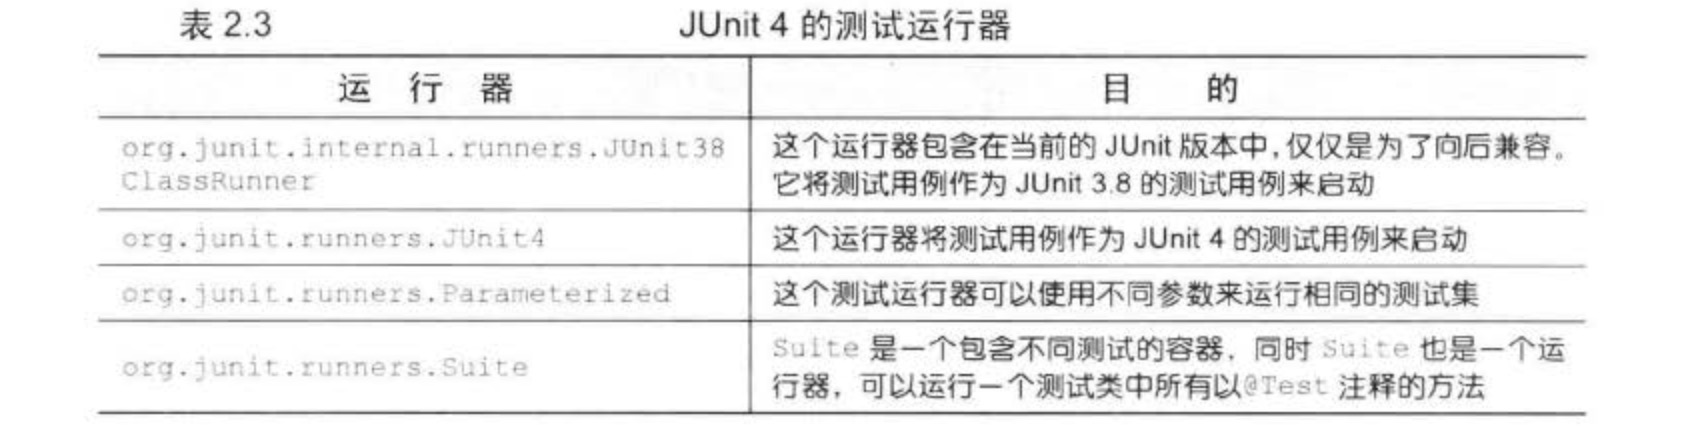 表 2.3 JUnit 4 的测试运行器
运 行 器 目 的
org.junit.internal.runners.JUnit38 这个运行器包含在当前的 JUnit 版本中,仅仅是为了向后兼容。
ClassRunner 它将测试用例作为 JUnit 3.8 的测试用例来启动
org.junit.runners.JUnit4 这个运行器将测试用例作为 JUnit 4 的测试用例来启动
org.junit.runners.Parameterized 这个测试运行器可以使用不同参数来运行相同的测试集
org.junit.runners.Suite
Suite 是一个包含不同测试的容器，同时 Suite 也是一个运
行器，可以运行一个测试类中所有以@Test 注释的方法